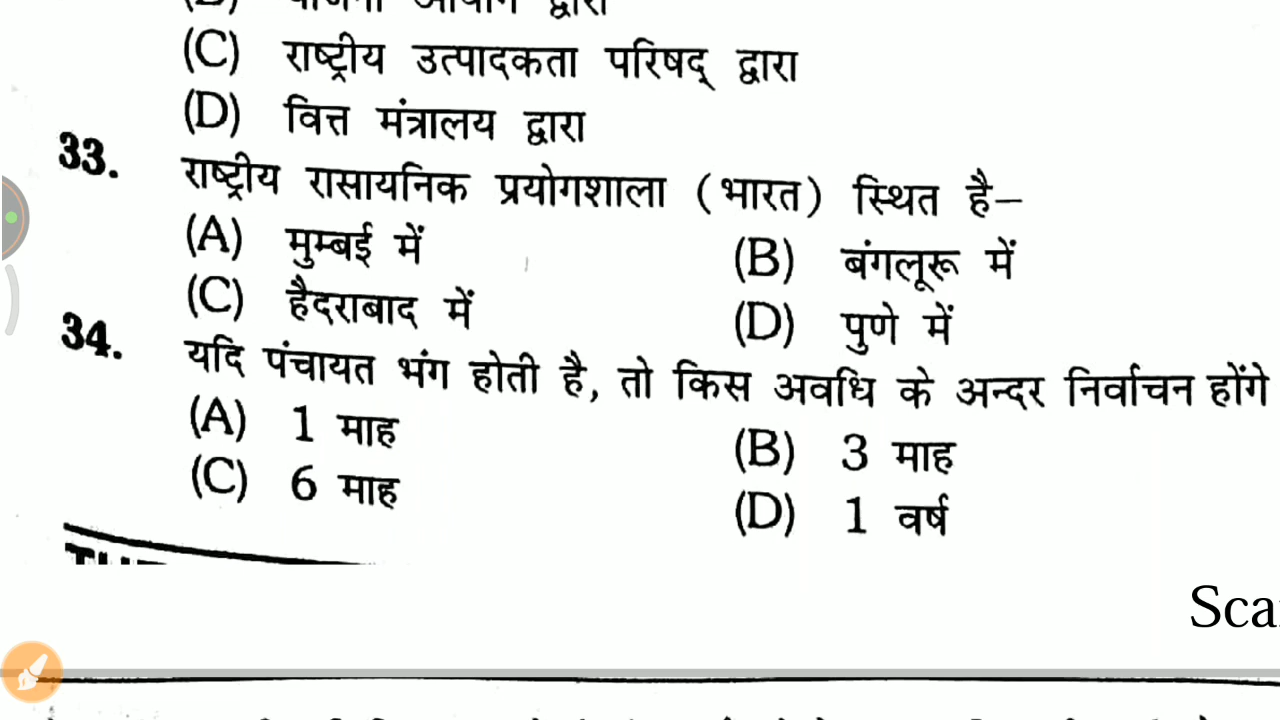 (C) राष्ट्रीय उत्पादकता परिषद् द्वारा
(D) वित्त मंत्रालय द्वारा
33. राष्ट्रीय रासायनिक प्रयोगशाला (भारत) स्थित है–
(A) मुम्बई में (B) बंगलूरू में
(C) हैदराबाद में (D) पुणे में
34. यदि पंचायत भंग होती है, तो किस अवधि के अन्दर निर्वाचन होंगे
(A) 1 माह (B) 3 माह
(C) 6 माह (D) 1 वर्ष
Sca